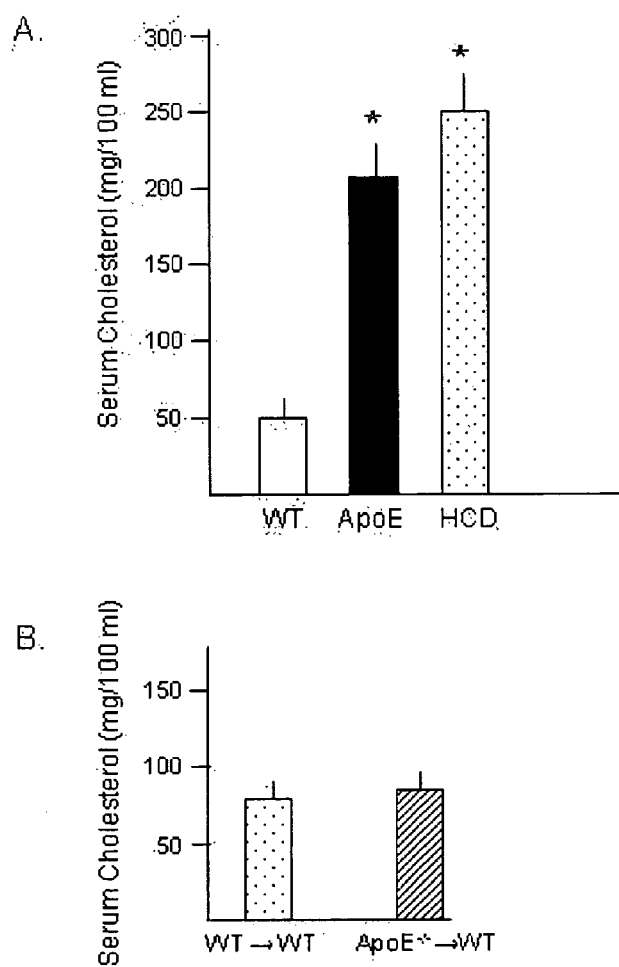 A.
Serum Cholesterol (mg/100 ml)
300
250
200
150
100
50
*
*
WT ApoE HCD
B.
Serum Cholesterol (mg/100 ml)
150
100
50
WT → WT ApoE⁻/⁻ → WT